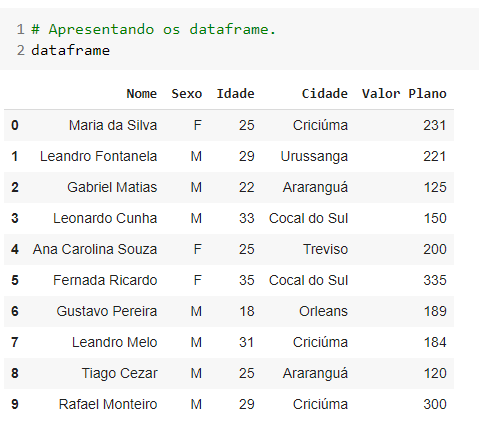 1 # Apresentando os dataframe.
2 dataframe
Nome Sexo Idade Cidade Valor Plano
0 Maria da Silva F 25 Criciúma 231
1 Leandro Fontanela M 29 Urussanga 221
2 Gabriel Matias M 22 Araranguá 125
3 Leonardo Cunha M 33 Cocal do Sul 150
4 Ana Carolina Souza F 25 Treviso 200
5 Fernada Ricardo F 35 Cocal do Sul 335
6 Gustavo Pereira M 18 Orleans 189
7 Leandro Melo M 31 Criciúma 184
8 Tiago Cezar M 25 Araranguá 120
9 Rafael Monteiro M 29 Criciúma 300